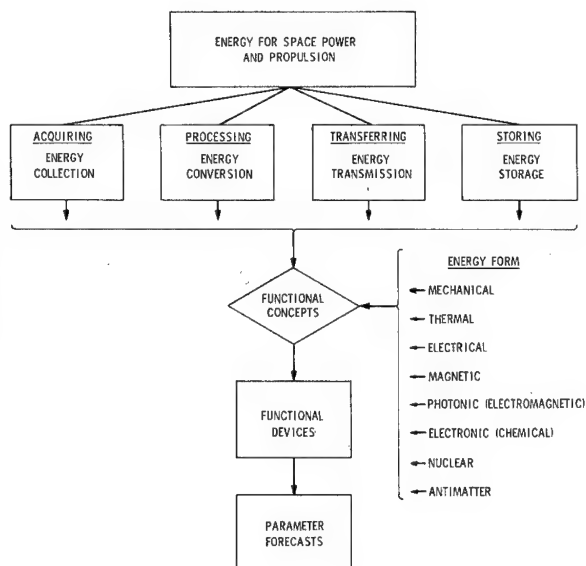 ENERGY FOR SPACE POWER
AND PROPULSION
ACQUIRING
ENERGY
COLLECTION
PROCESSING
ENERGY
CONVERSION
TRANSFERRING
ENERGY
TRANSMISSION
STORING
ENERGY
STORAGE
FUNCTIONAL
CONCEPTS
ENERGY FORM
MECHANICAL
THERMAL
ELECTRICAL
MAGNETIC
PHOTONIC (ELECTROMAGNETIC)
ELECTRONIC (CHEMICAL)
NUCLEAR
ANTIMATTER
FUNCTIONAL
DEVICES
PARAMETER
FORECASTS